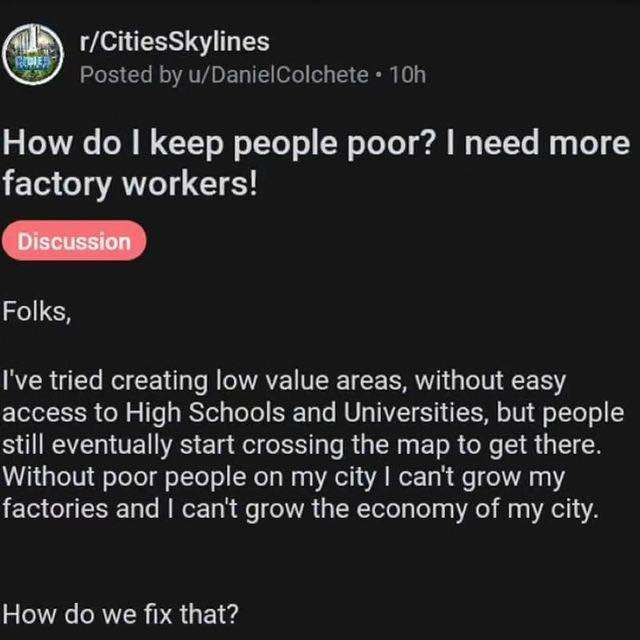 r/CitiesSkylines
Posted by u/DanielColchete • 10h
How do I keep people poor? I need more
factory workers!
Discussion
Folks,
I've tried creating low value areas, without easy
access to High Schools and Universities, but people
still eventually start crossing the map to get there.
Without poor people on my city I can't grow my
factories and I can't grow the economy of my city.
How do we fix that?